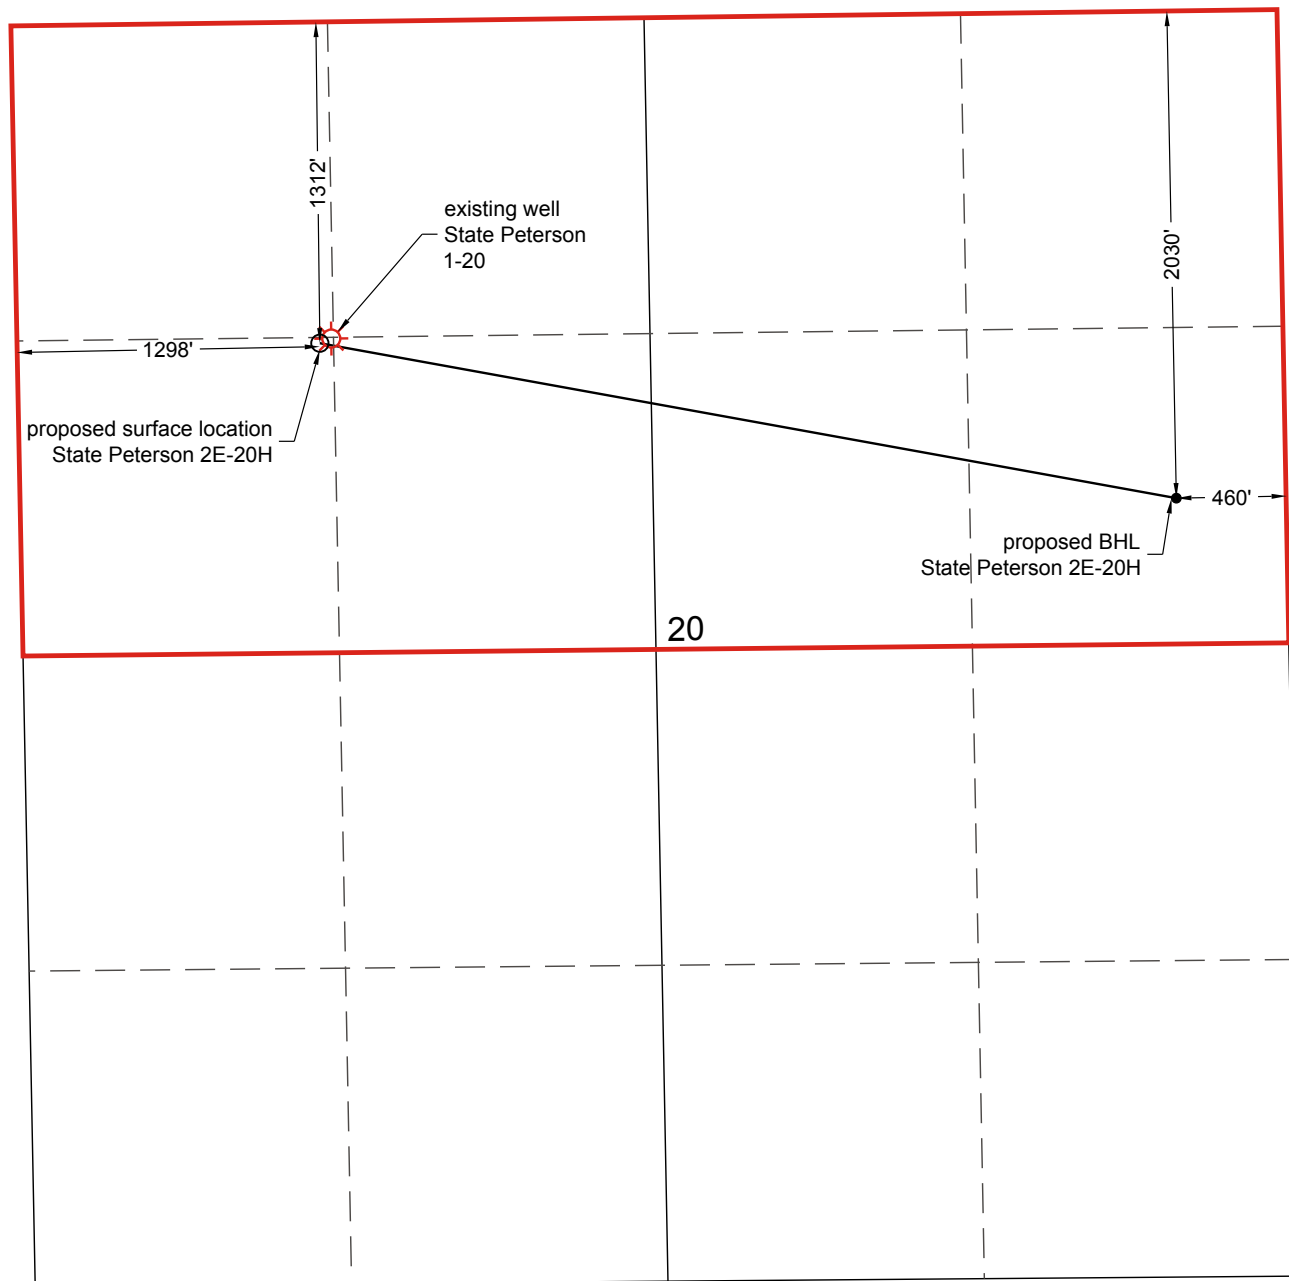 1312'
existing well
State Peterson
1-20
2030'
1298'
proposed surface location
State Peterson 2E-20H
460'
proposed BHL
State Peterson 2E-20H
20